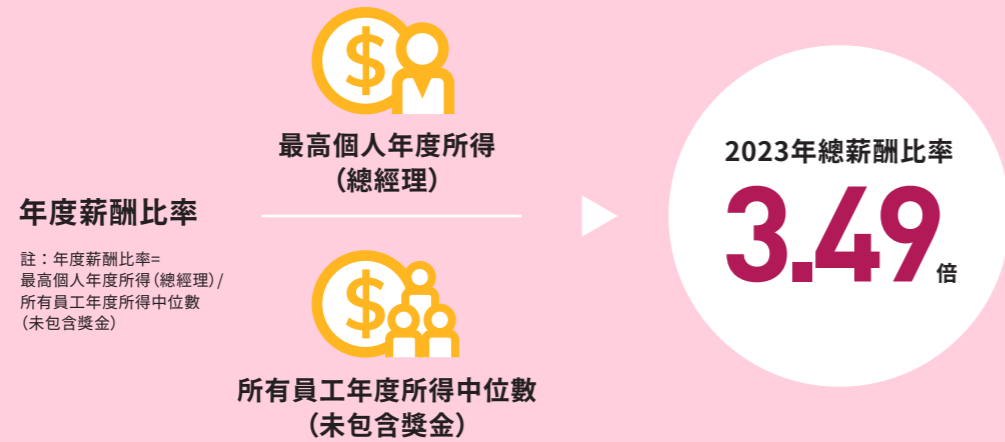 年度薪酬比率
註：年度薪酬比率=
最高個人年度所得（總經理）/
所有員工年度所得中位數
（未包含獎金）
$
最高個人年度所得
（總經理）
$
所有員工年度所得中位數
（未包含獎金）
2023年總薪酬比率
3.49倍